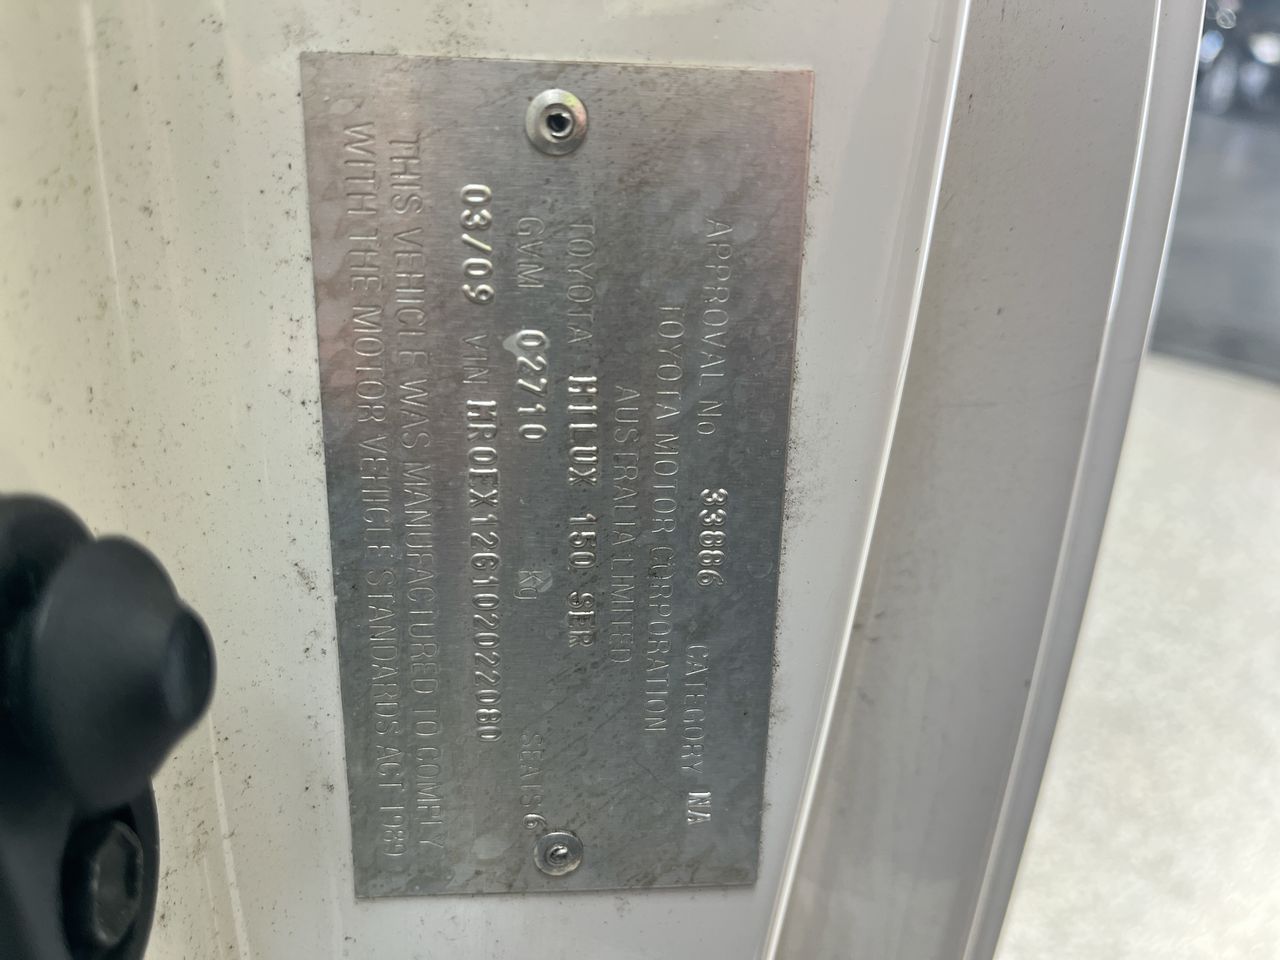 APPROVAL No 33886 CATEGORY NA
TOYOTA MOTOR CORPORATION
AUSTRALIA LIMITED
TOYOTA HILUX 150 SER
GVM 02710 KG SEATS 6
03/09 VIN MR0EX12G102022080
THIS VEHICLE WAS MANUFACTURED TO COMPLY
WITH THE MOTOR VEHICLE STANDARDS ACT 1989